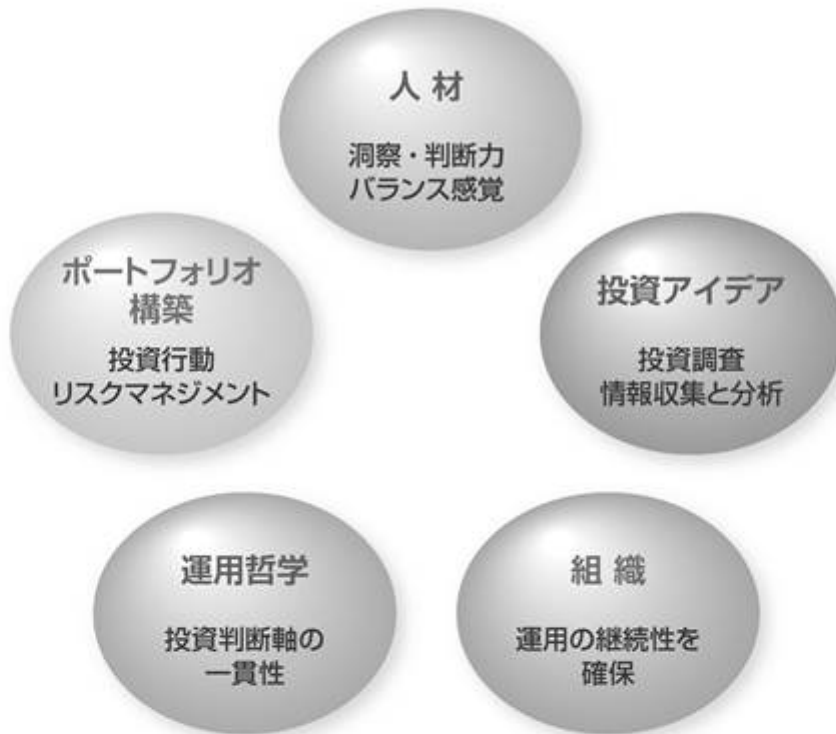 人 材
洞察・判断力
バランス感覚
ポートフォリオ
構築
投資行動
リスクマネジメント
投資アイデア
投資調査
情報収集と分析
運用哲学
投資判断軸の
一貫性
組 織
運用の継続性を
確保